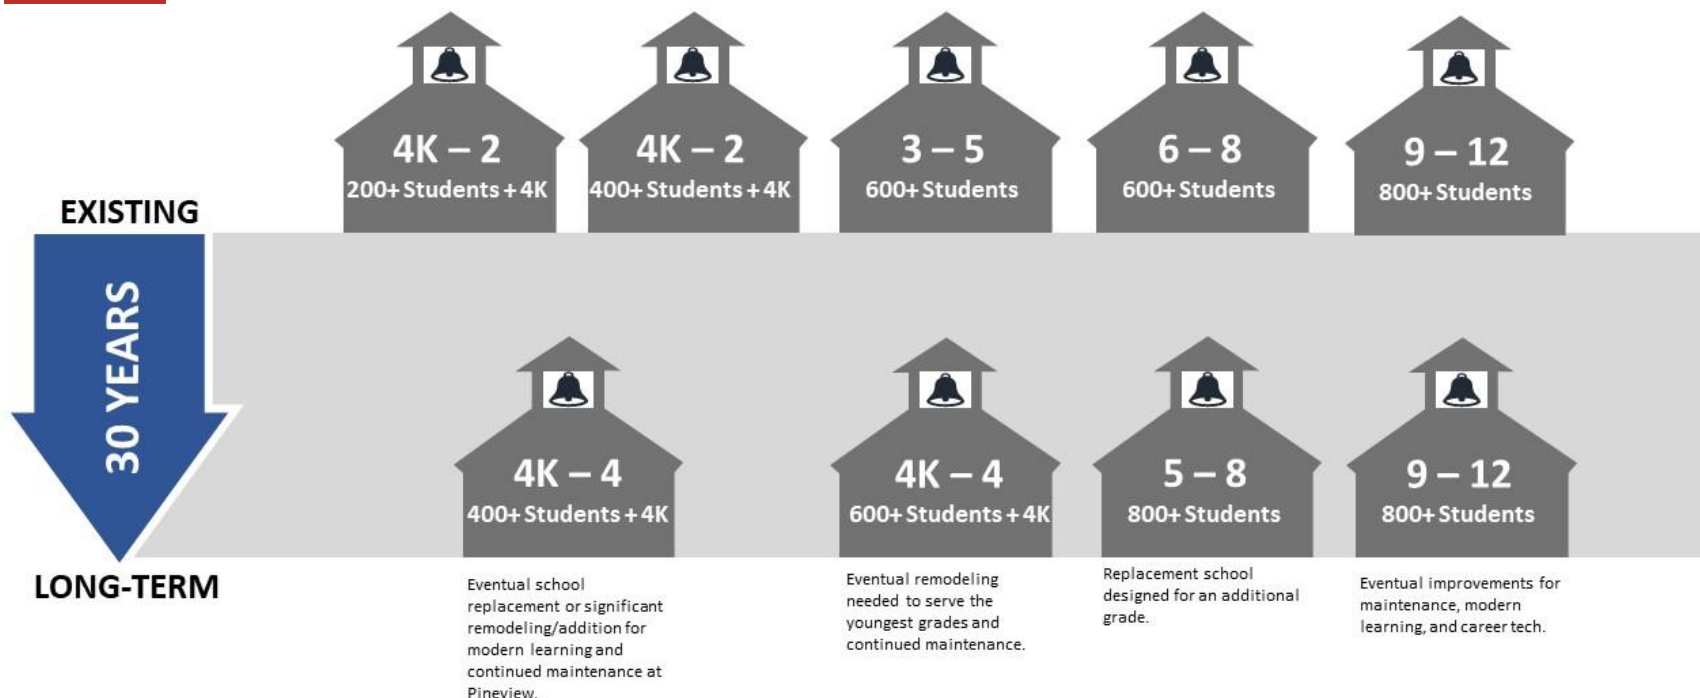 4K – 2
200+ Students + 4K
4K – 2
400+ Students + 4K
3 – 5
600+ Students
6 – 8
600+ Students
9 – 12
800+ Students
EXISTING
30 YEARS
LONG-TERM
4K – 4
400+ Students + 4K
Eventual school
replacement or significant
remodeling/addition for
modern learning and
continued maintenance at
Pineview.
4K – 4
600+ Students + 4K
Eventual remodeling
needed to serve the
youngest grades and
continued maintenance.
5 – 8
800+ Students
Replacement school
designed for an additional
grade.
9 – 12
800+ Students
Eventual improvements for
maintenance, modern
learning, and career tech.